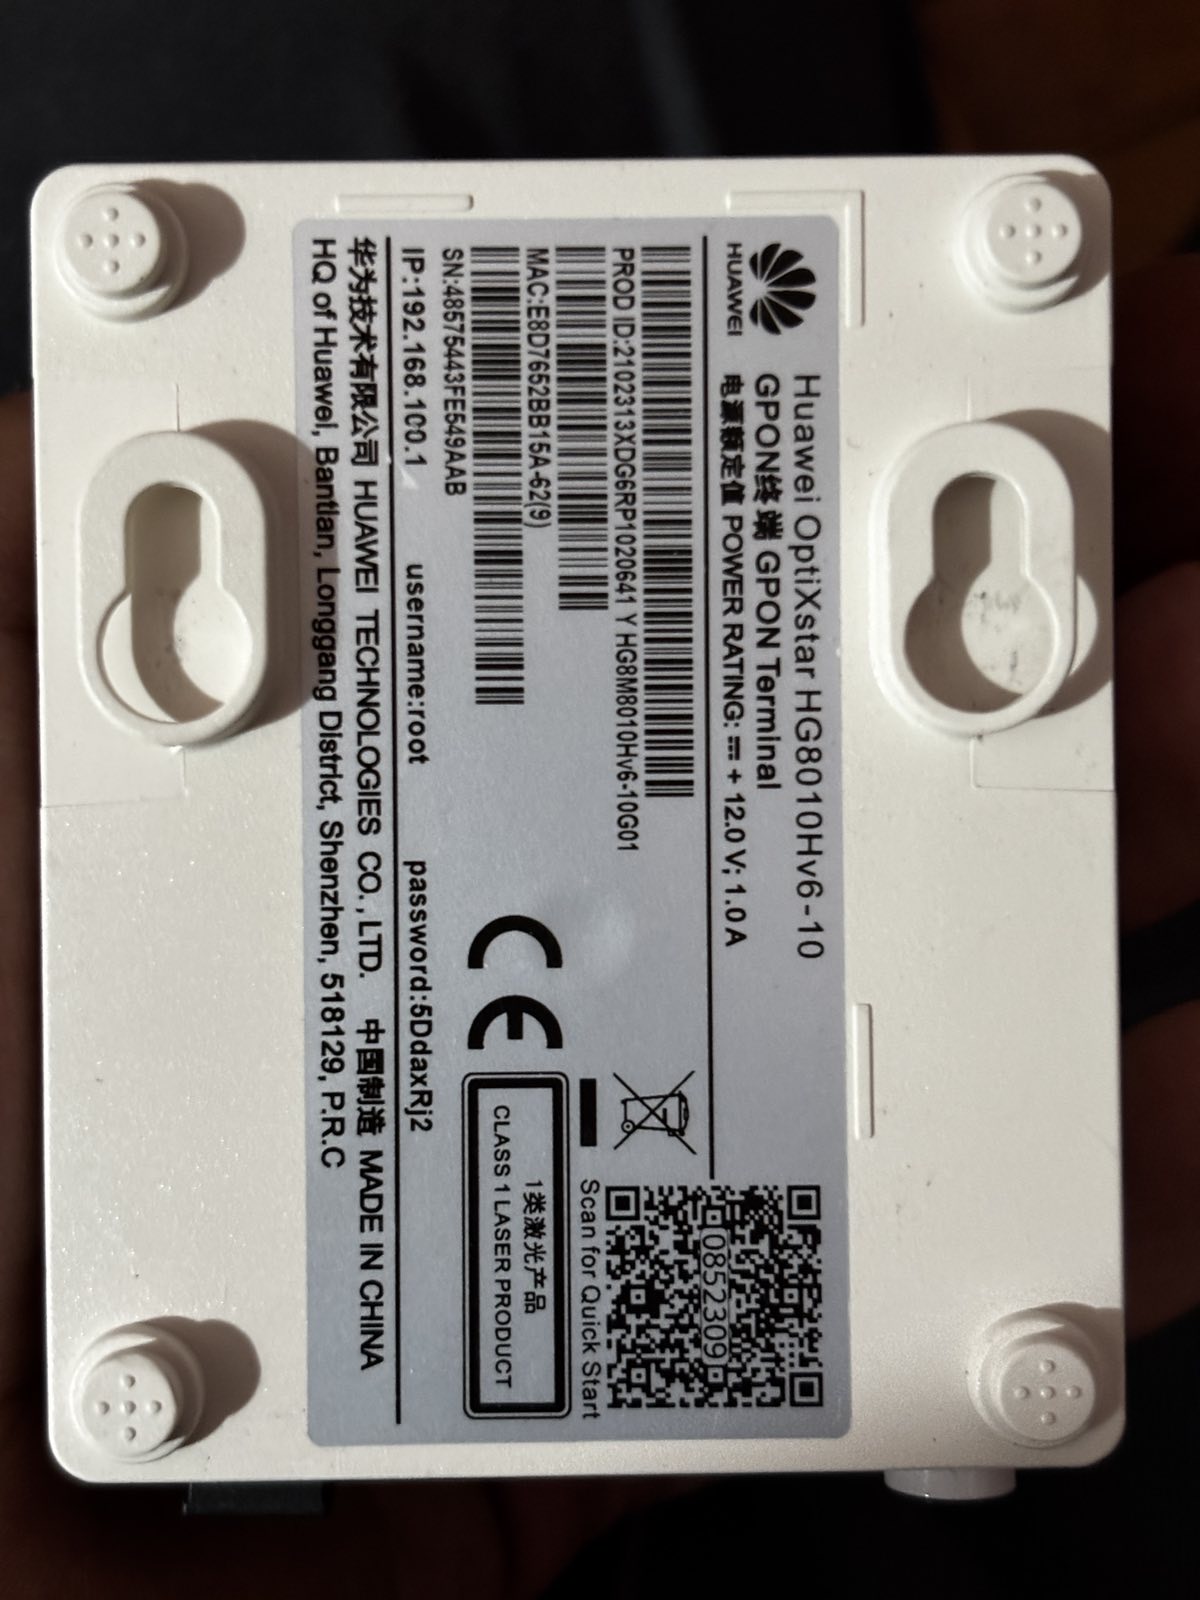 HUAWEI
Huawei OptiXstar HG8010Hv6-10
GPON终端 GPON Terminal
电源额定值 POWER RATING: ⎓ + 12.0 V; 1.0 A
PROD ID:2102313XDG6RP1020641 Y HG8M8010Hv6-10G01
MAC:E8D7652BB15A-62(9)
SN:48575443FE549AAB
0852309
Scan for Quick Start
CE
1类激光产品
CLASS 1 LASER PRODUCT
IP:192.168.100.1 username:root password:5DdaxRj2
华为技术有限公司 HUAWEI TECHNOLOGIES CO., LTD. 中国制造 MADE IN CHINA
HQ of Huawei, Bantian, Longgang District, Shenzhen, 518129, P.R.C